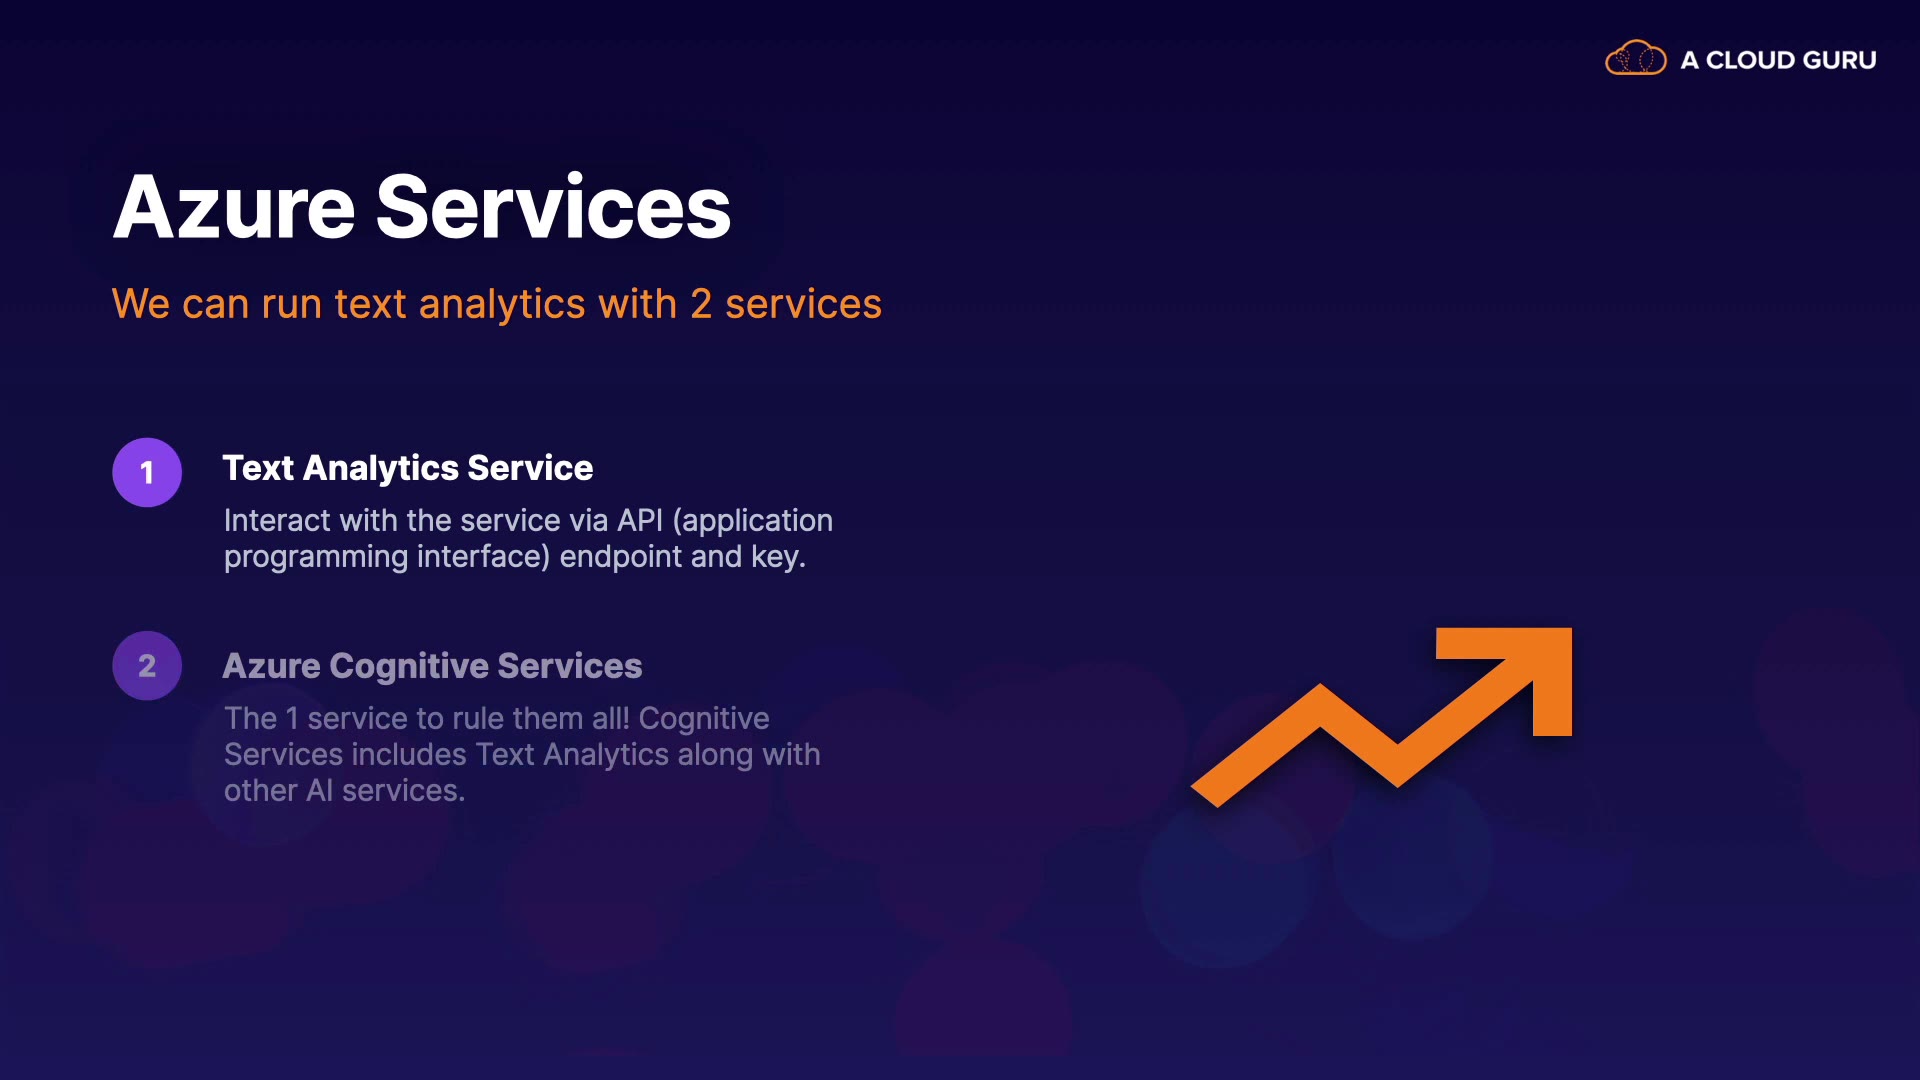 A CLOUD GURU
Azure Services
We can run text analytics with 2 services
1
Text Analytics Service
Interact with the service via API (application
programming interface) endpoint and key.
2
Azure Cognitive Services
The 1 service to rule them all! Cognitive
Services includes Text Analytics along with
other AI services.